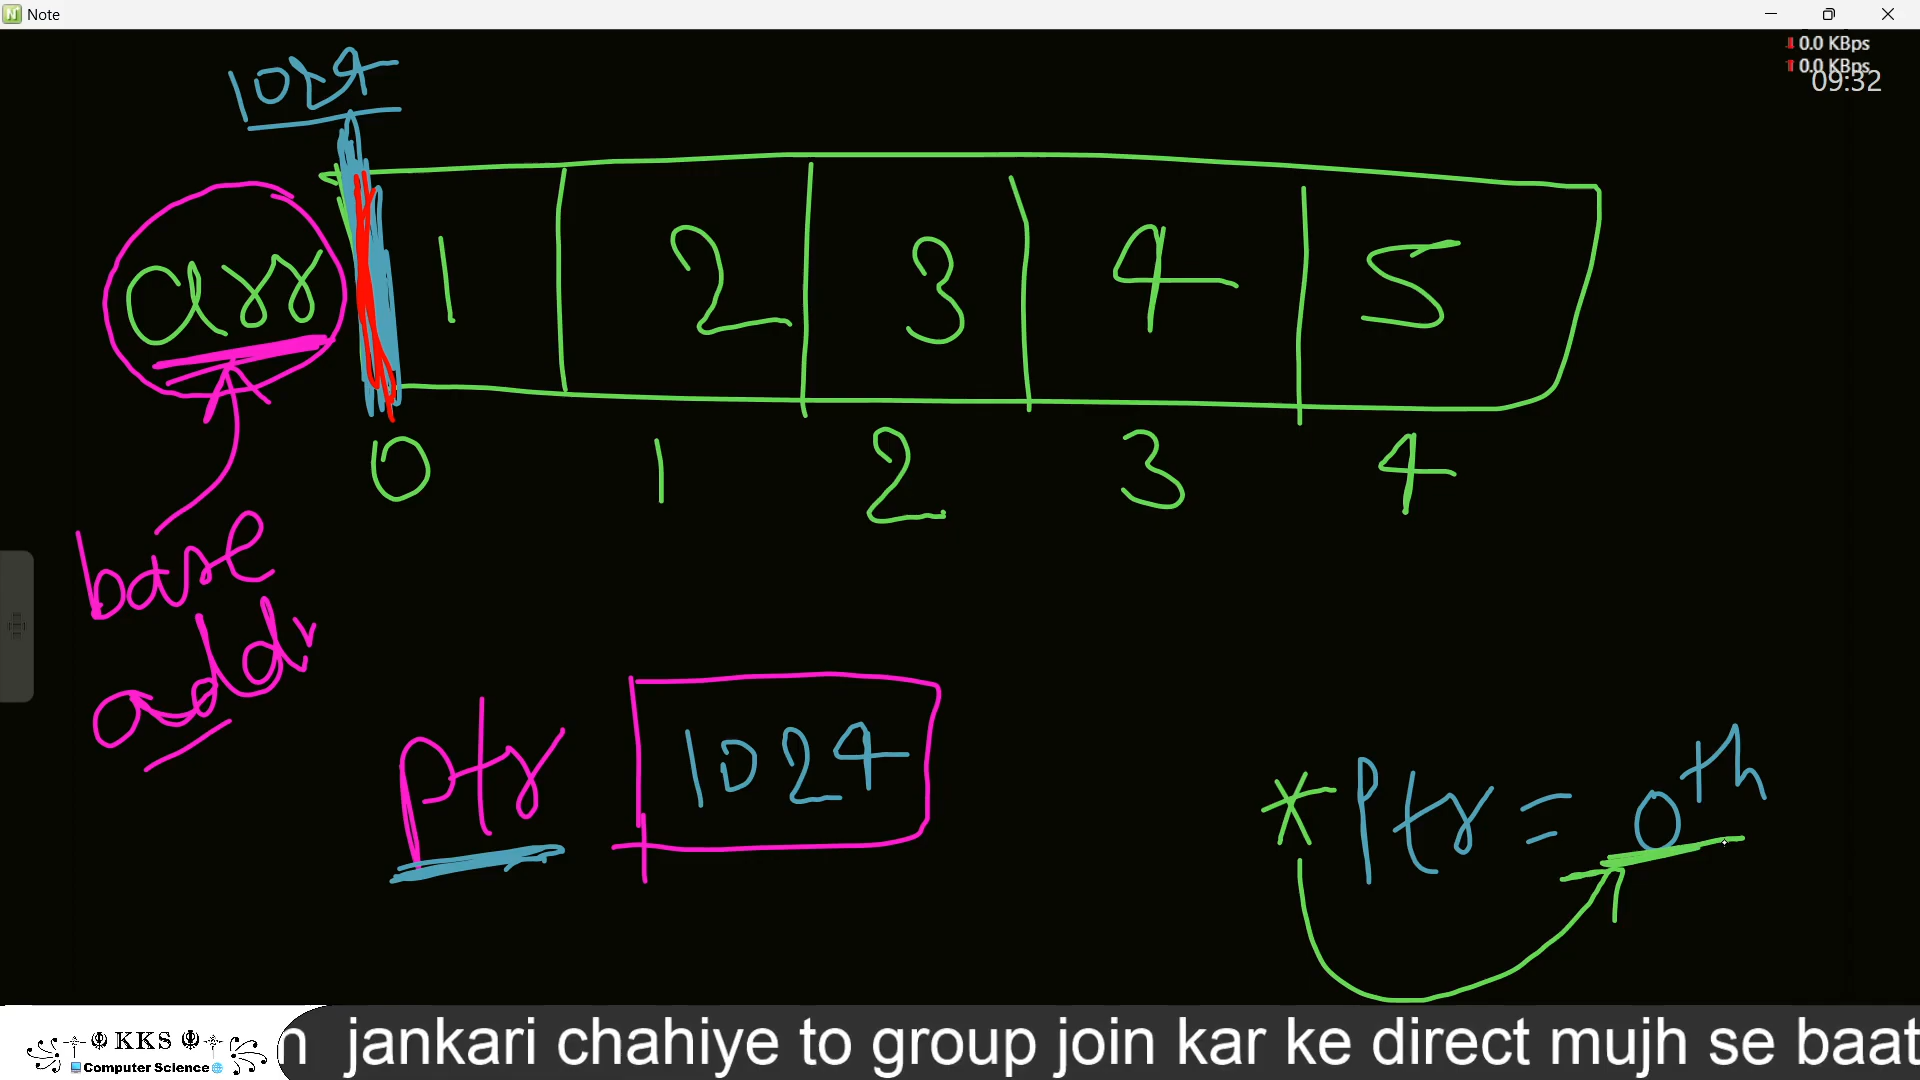 Note
0.0 KBps
0.0 KBps
09:32
1024
arr
1 2 3 4 5
0 1 2 3 4
base
addr
ptr 1024
*Ptr = 0th
KKS
Computer Science
n jankari chahiye to group join kar ke direct mujh se baat